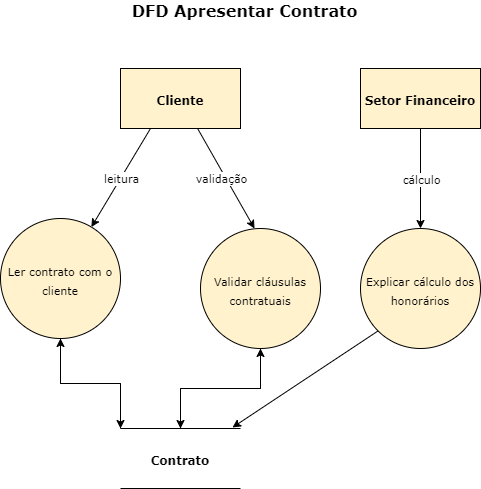 DFD Apresentar Contrato
Cliente
Setor Financeiro
leitura
validação
cálculo
Ler contrato com o
cliente
Validar cláusulas
contratuais
Explicar cálculo dos
honorários
Contrato